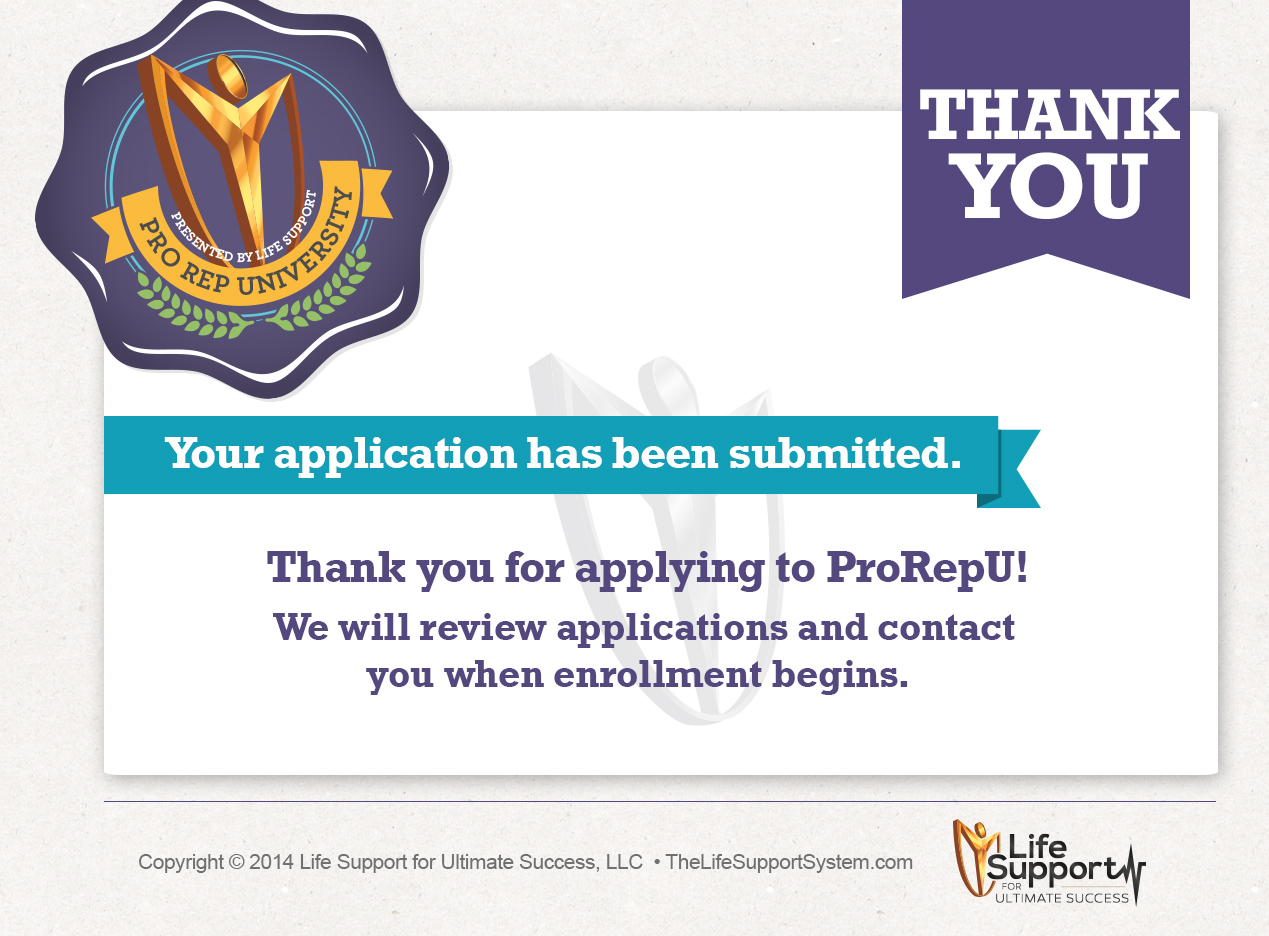 PRESENTED BY LIFE SUPPORT
PRO REP UNIVERSITY
THANK
YOU
Your application has been submitted.
Thank you for applying to ProRepU!
We will review applications and contact
you when enrollment begins.
Copyright © 2014 Life Support for Ultimate Success, LLC • TheLifeSupportSystem.com
Life
Support
FOR
ULTIMATE SUCCESS